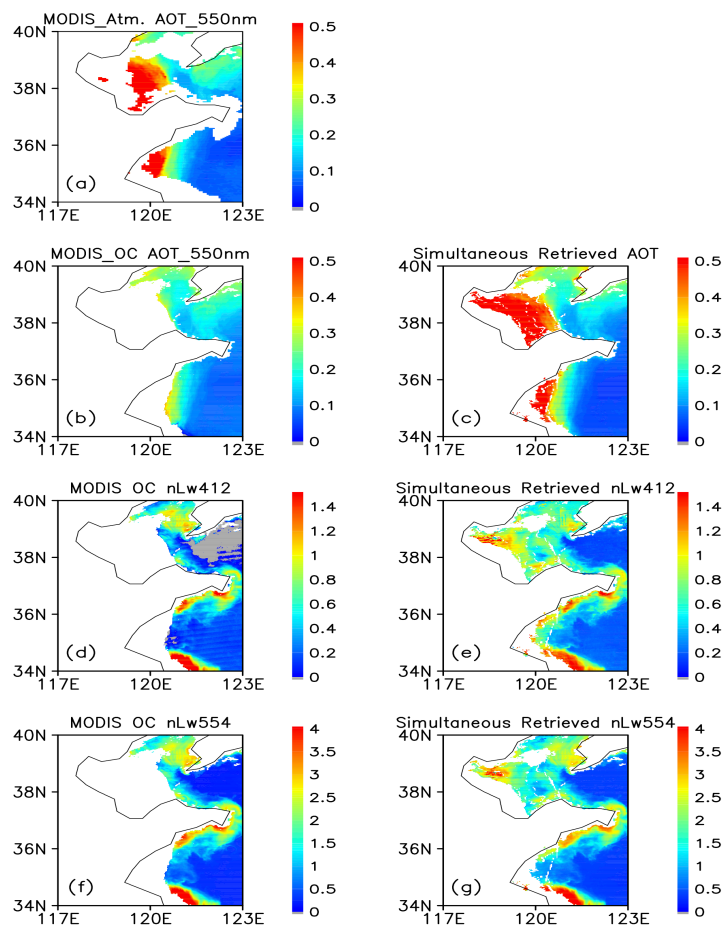 MODIS_Atm. AOT_550nm
40N
38N
36N
34N
117E 120E 123E
(a)
0.5
0.4
0.3
0.2
0.1
0
MODIS_OC AOT_550nm
40N
38N
36N
34N
117E 120E 123E
(b)
0.5
0.4
0.3
0.2
0.1
0
Simultaneous Retrieved AOT
40N
38N
36N
34N
117E 120E 123E
(c)
0.5
0.4
0.3
0.2
0.1
0
MODIS OC nLw412
40N
38N
36N
34N
117E 120E 123E
(d)
1.4
1.2
1
0.8
0.6
0.4
0.2
0
Simultaneous Retrieved nLw412
40N
38N
36N
34N
117E 120E 123E
(e)
1.4
1.2
1
0.8
0.6
0.4
0.2
0
MODIS OC nLw554
40N
38N
36N
34N
117E 120E 123E
(f)
4
3.5
3
2.5
2
1.5
1
0.5
0
Simultaneous Retrieved nLw554
40N
38N
36N
34N
117E 120E 123E
(g)
4
3.5
3
2.5
2
1.5
1
0.5
0